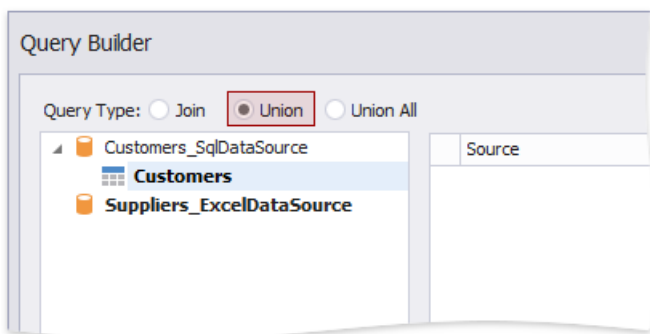 Query Builder
Query Type: Join Union Union All
Customers_SqlDataSource
Source
Customers
Suppliers_ExcelDataSource